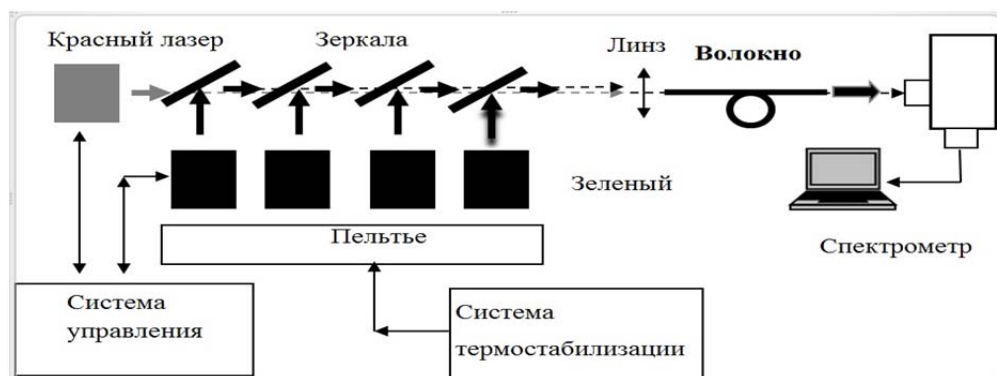 Красный лазер
Зеркала
Линз
Волокно
Зеленый
Пельтье
Спектрометр
Система
управления
Система
термостабилизации